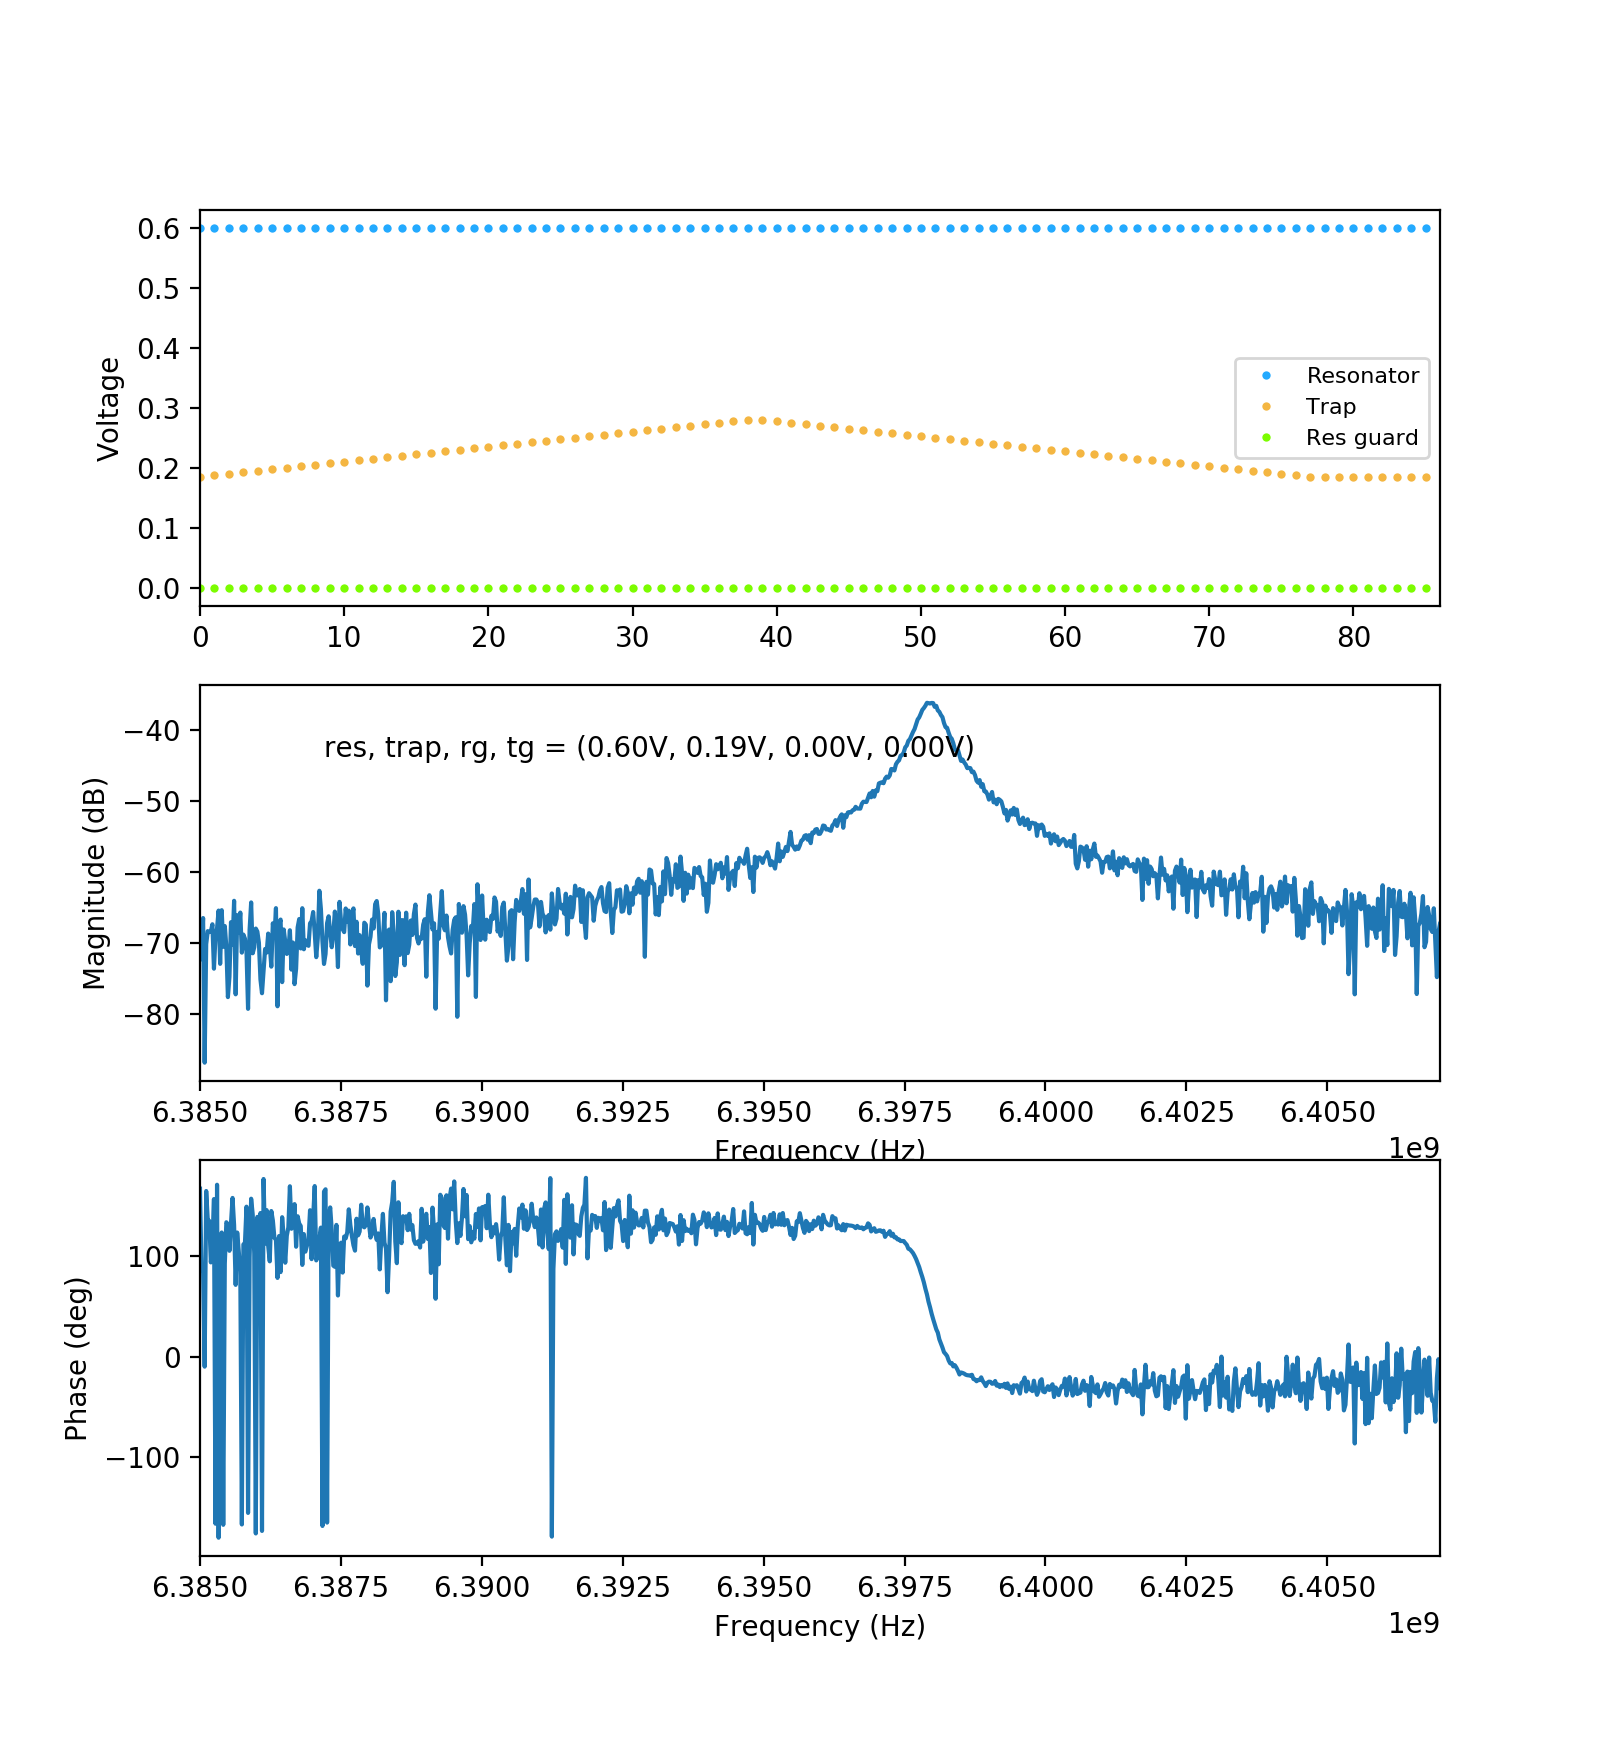 0.6
0.5
0.4
0.3
0.2
0.1
0.0
Voltage
Resonator
Trap
Res guard
0 10 20 30 40 50 60 70 80
−40
−50
−60
−70
−80
Magnitude (dB)
res, trap, rg, tg = (0.60V, 0.19V, 0.00V, 0.00V)
6.3850 6.3875 6.3900 6.3925 6.3950 6.3975 6.4000 6.4025 6.4050
Frequency (Hz)
1e9
100
0
−100
Phase (deg)
6.3850 6.3875 6.3900 6.3925 6.3950 6.3975 6.4000 6.4025 6.4050
Frequency (Hz)
1e9